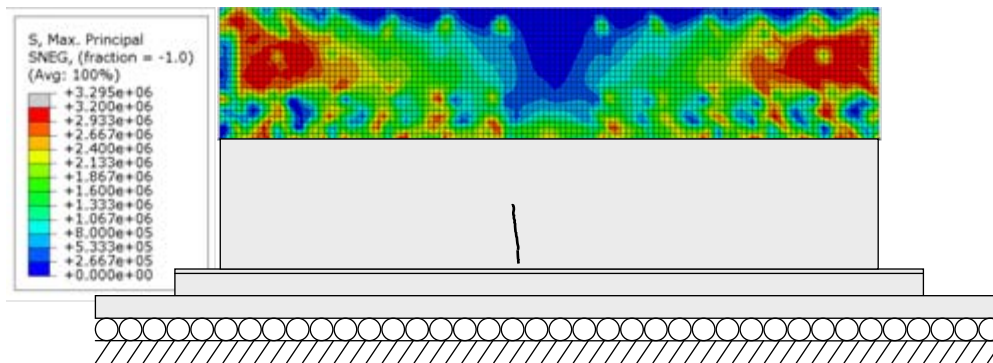 S, Max. Principal
SNEG, (fraction = -1.0)
(Avg: 100%)
+3.295e+06
+3.200e+06
+2.933e+06
+2.667e+06
+2.400e+06
+2.133e+06
+1.867e+06
+1.600e+06
+1.333e+06
+1.067e+06
+8.000e+05
+5.333e+05
+2.667e+05
+0.000e+00